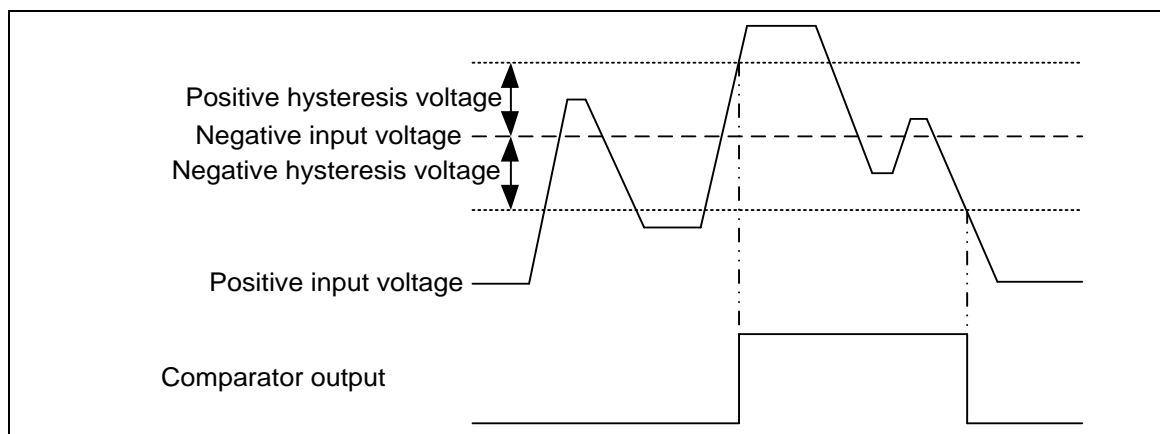 Positive hysteresis voltage
Negative input voltage
Negative hysteresis voltage
Positive input voltage
Comparator output